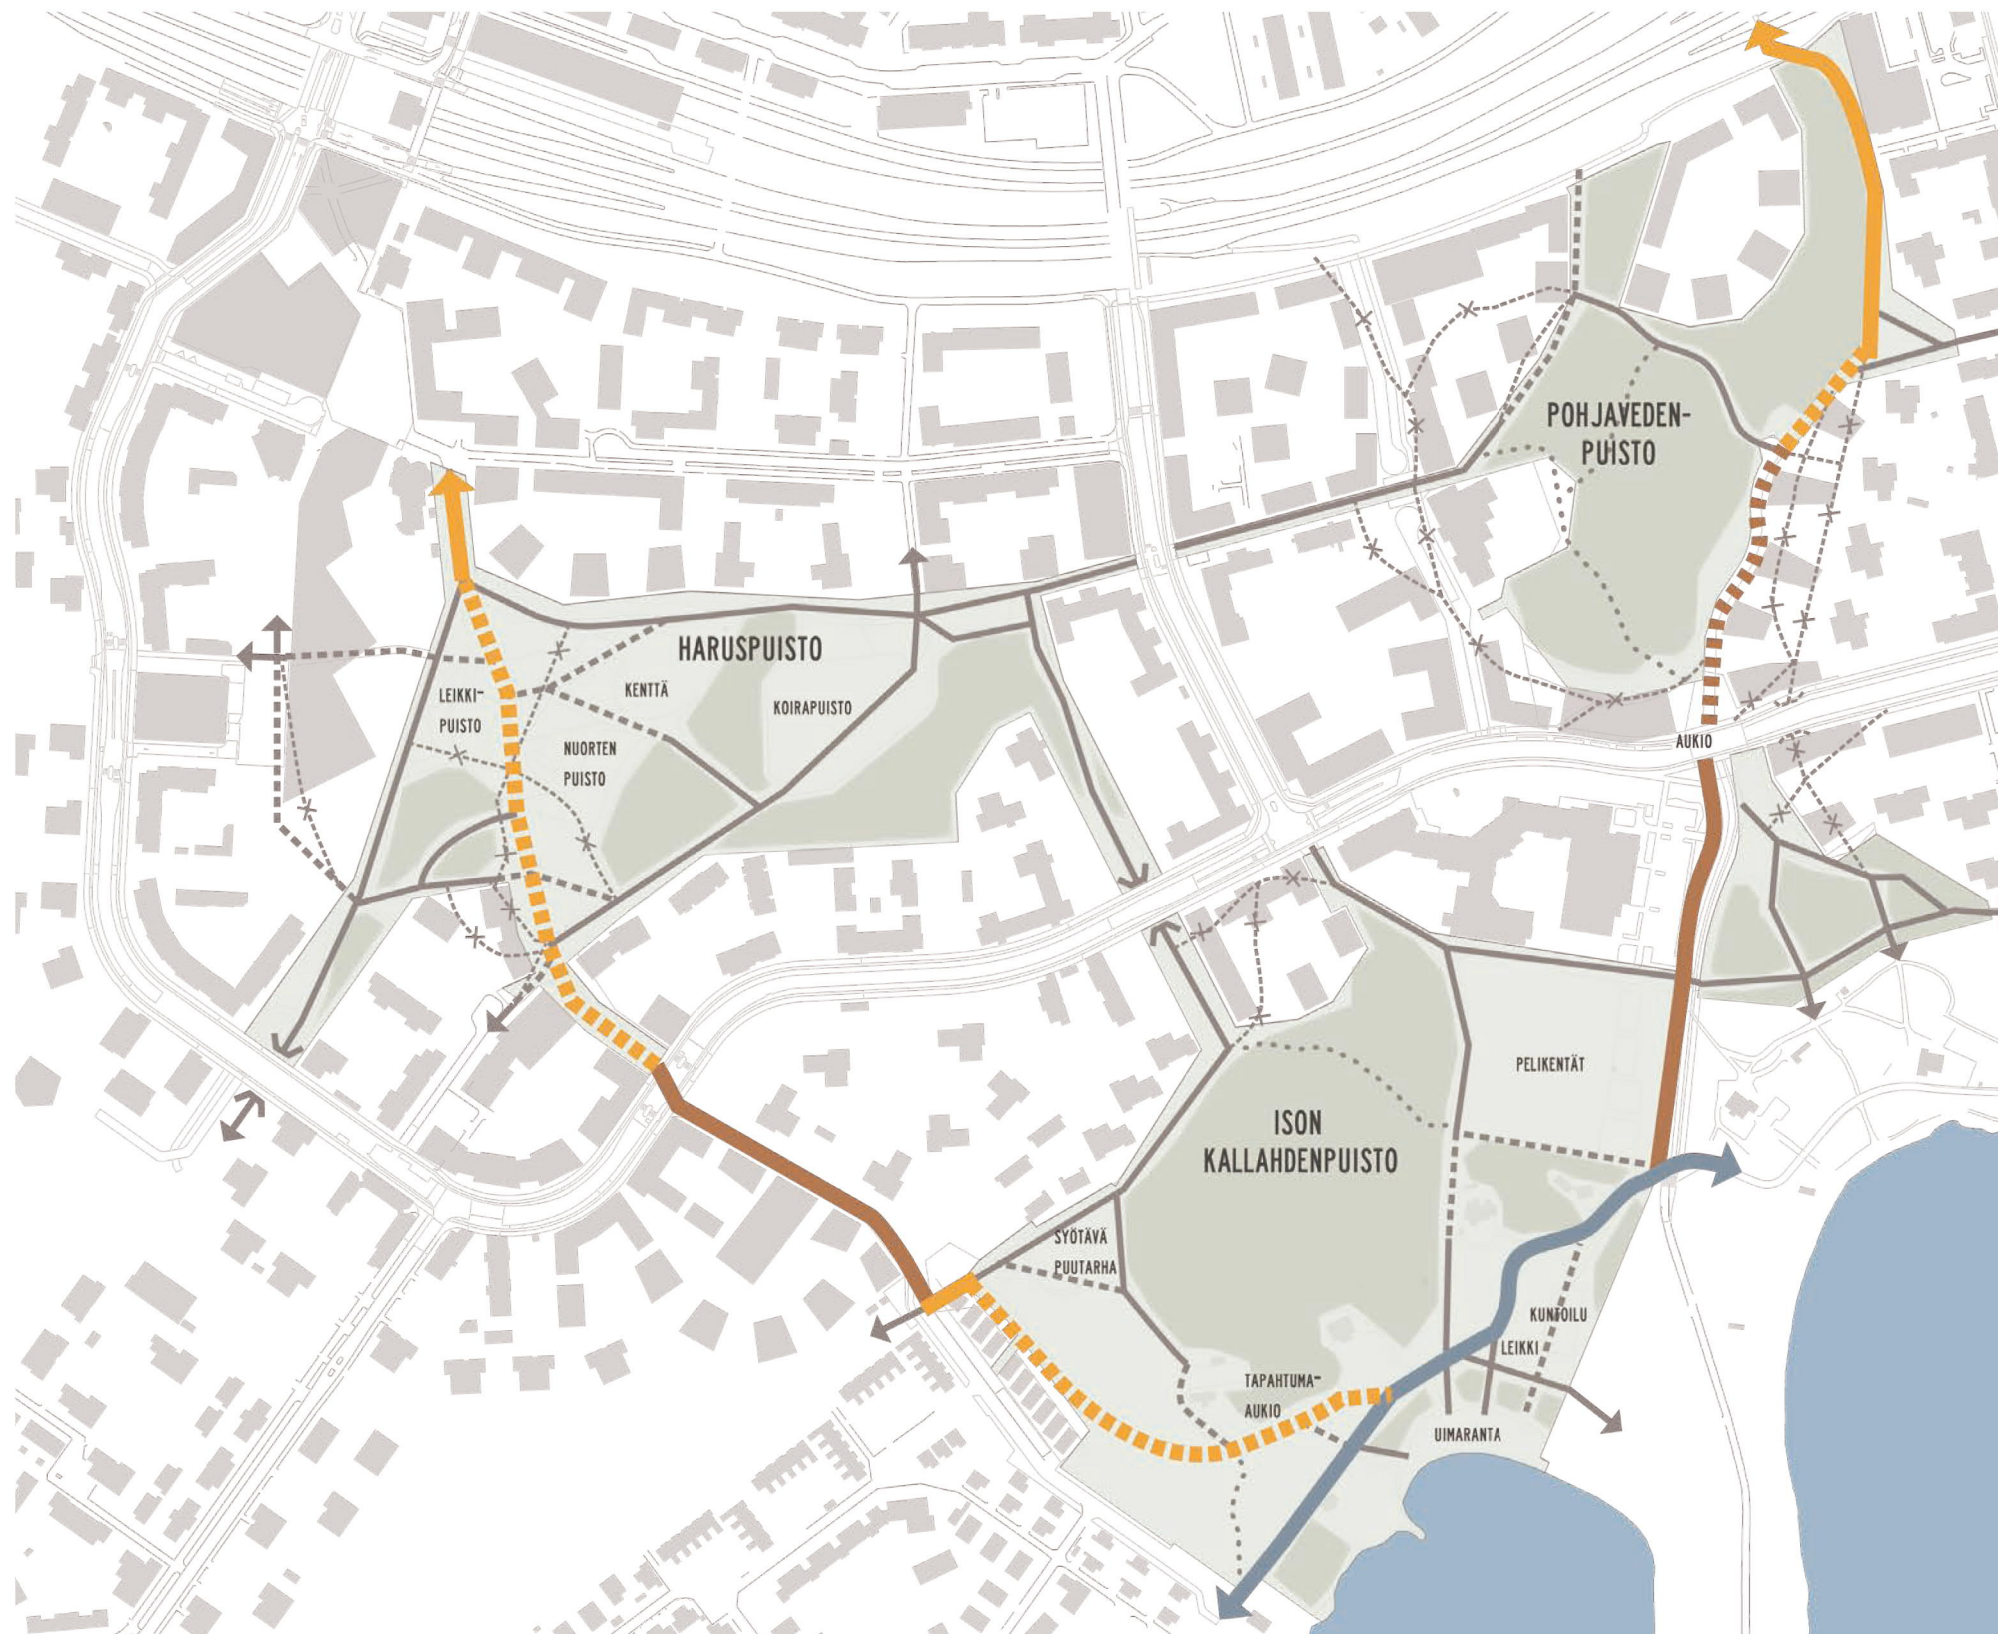 POHJAVEDEN-
PUISTO
HARUSPUISTO
LEIKKI-
PUISTO
KENTTÄ
KOIRAPUISTO
NUORTEN
PUISTO
AUKIO
PELIKENTÄT
ISON
KALLAHDENPUISTO
SYÖTÄVÄ
PUUTARHA
KUNTOILU
LEIKKI
TAPAHTUMA-
AUKIO
UIMARANTA